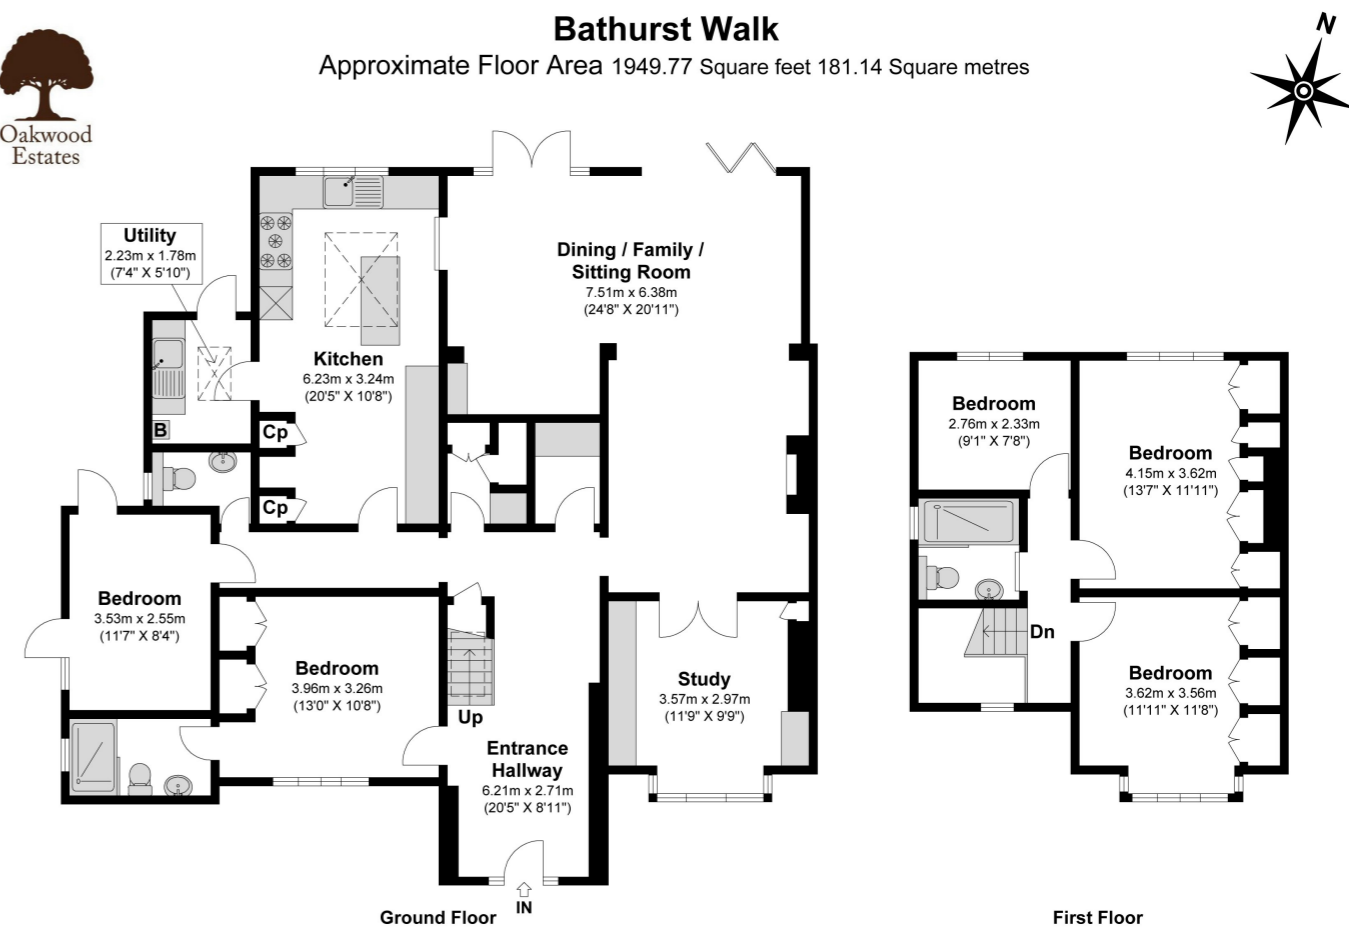 Bathurst Walk
Approximate Floor Area 1949.77 Square feet 181.14 Square metres
N
Oakwood
Estates
Utility
2.23m x 1.78m
(7'4" X 5'10")
Dining / Family /
Sitting Room
7.51m x 6.38m
(24'8" X 20'11")
Kitchen
6.23m x 3.24m
(20'5" X 10'8")
B
Cp
Cp
Bedroom
3.53m x 2.55m
(11'7" X 8'4")
Bedroom
3.96m x 3.26m
(13'0" X 10'8")
Up
Entrance
Hallway
6.21m x 2.71m
(20'5" X 8'11")
Study
3.57m x 2.97m
(11'9" X 9'9")
IN
Ground Floor
Bedroom
2.76m x 2.33m
(9'1" X 7'8")
Bedroom
4.15m x 3.62m
(13'7" X 11'11")
Dn
Bedroom
3.62m x 3.56m
(11'11" X 11'8")
First Floor